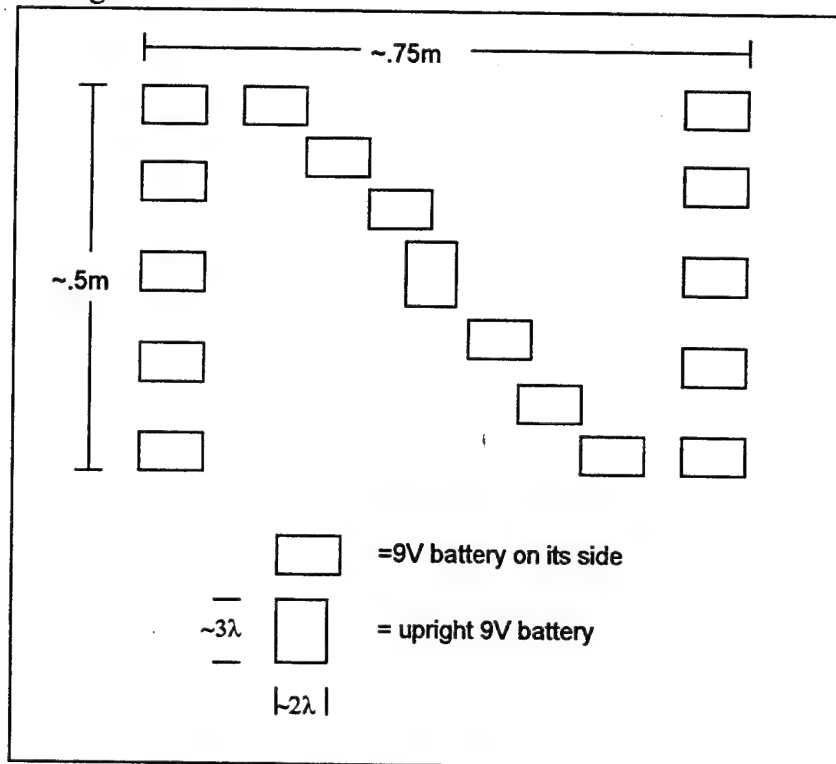 ~.75m
~.5m
=9V battery on its side
~3λ
= upright 9V battery
~2λ